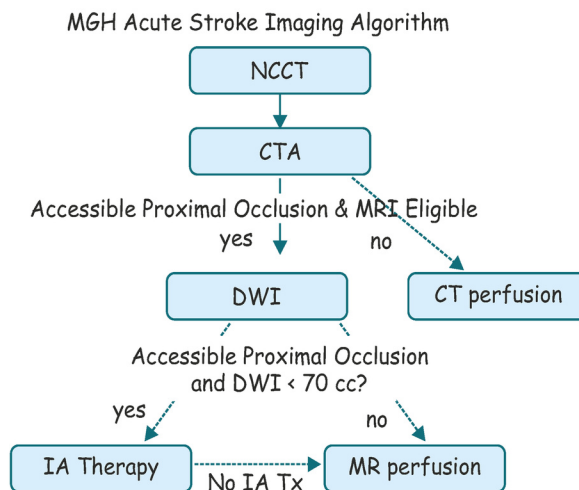 MGH Acute Stroke Imaging Algorithm
NCCT
CTA
Accessible Proximal Occlusion & MRI Eligible
yes
no
DWI
CT perfusion
Accessible Proximal Occlusion
and DWI < 70 cc?
yes
no
IA Therapy
No IA Tx
MR perfusion